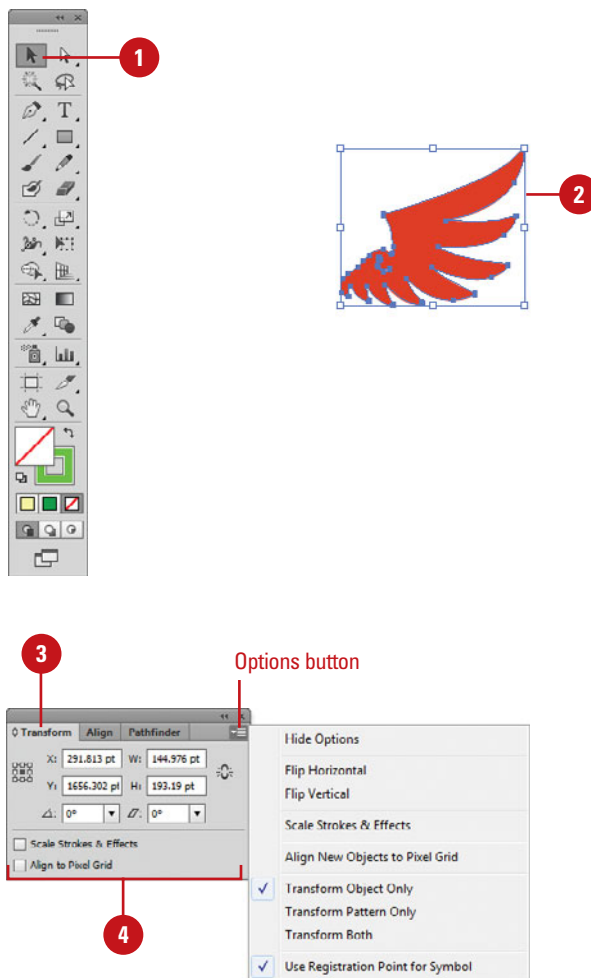 1
T
2
3
Options button
Transform Align Pathfinder
X: 291.813 pt W: 144.976 pt
Y: 1656.302 pt H: 193.19 pt
0° 0°
Scale Strokes & Effects
Align to Pixel Grid
4
Hide Options
Flip Horizontal
Flip Vertical
Scale Strokes & Effects
Align New Objects to Pixel Grid
Transform Object Only
Transform Pattern Only
Transform Both
Use Registration Point for Symbol